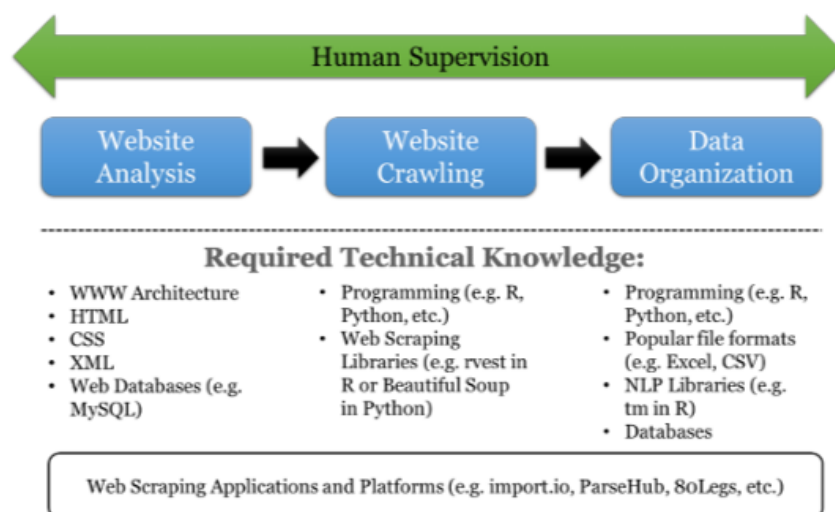 Human Supervision
Website
Analysis
Website
Crawling
Data
Organization
Required Technical Knowledge:
• WWW Architecture
• HTML
• CSS
• XML
• Web Databases (e.g.
MySQL)
• Programming (e.g. R,
Python, etc.)
• Web Scraping
Libraries (e.g. rvest in
R or Beautiful Soup
in Python)
• Programming (e.g. R,
Python, etc.)
• Popular file formats
(e.g. Excel, CSV)
• NLP Libraries (e.g.
tm in R)
• Databases
Web Scraping Applications and Platforms (e.g. import.io, ParseHub, 80Legs, etc.)